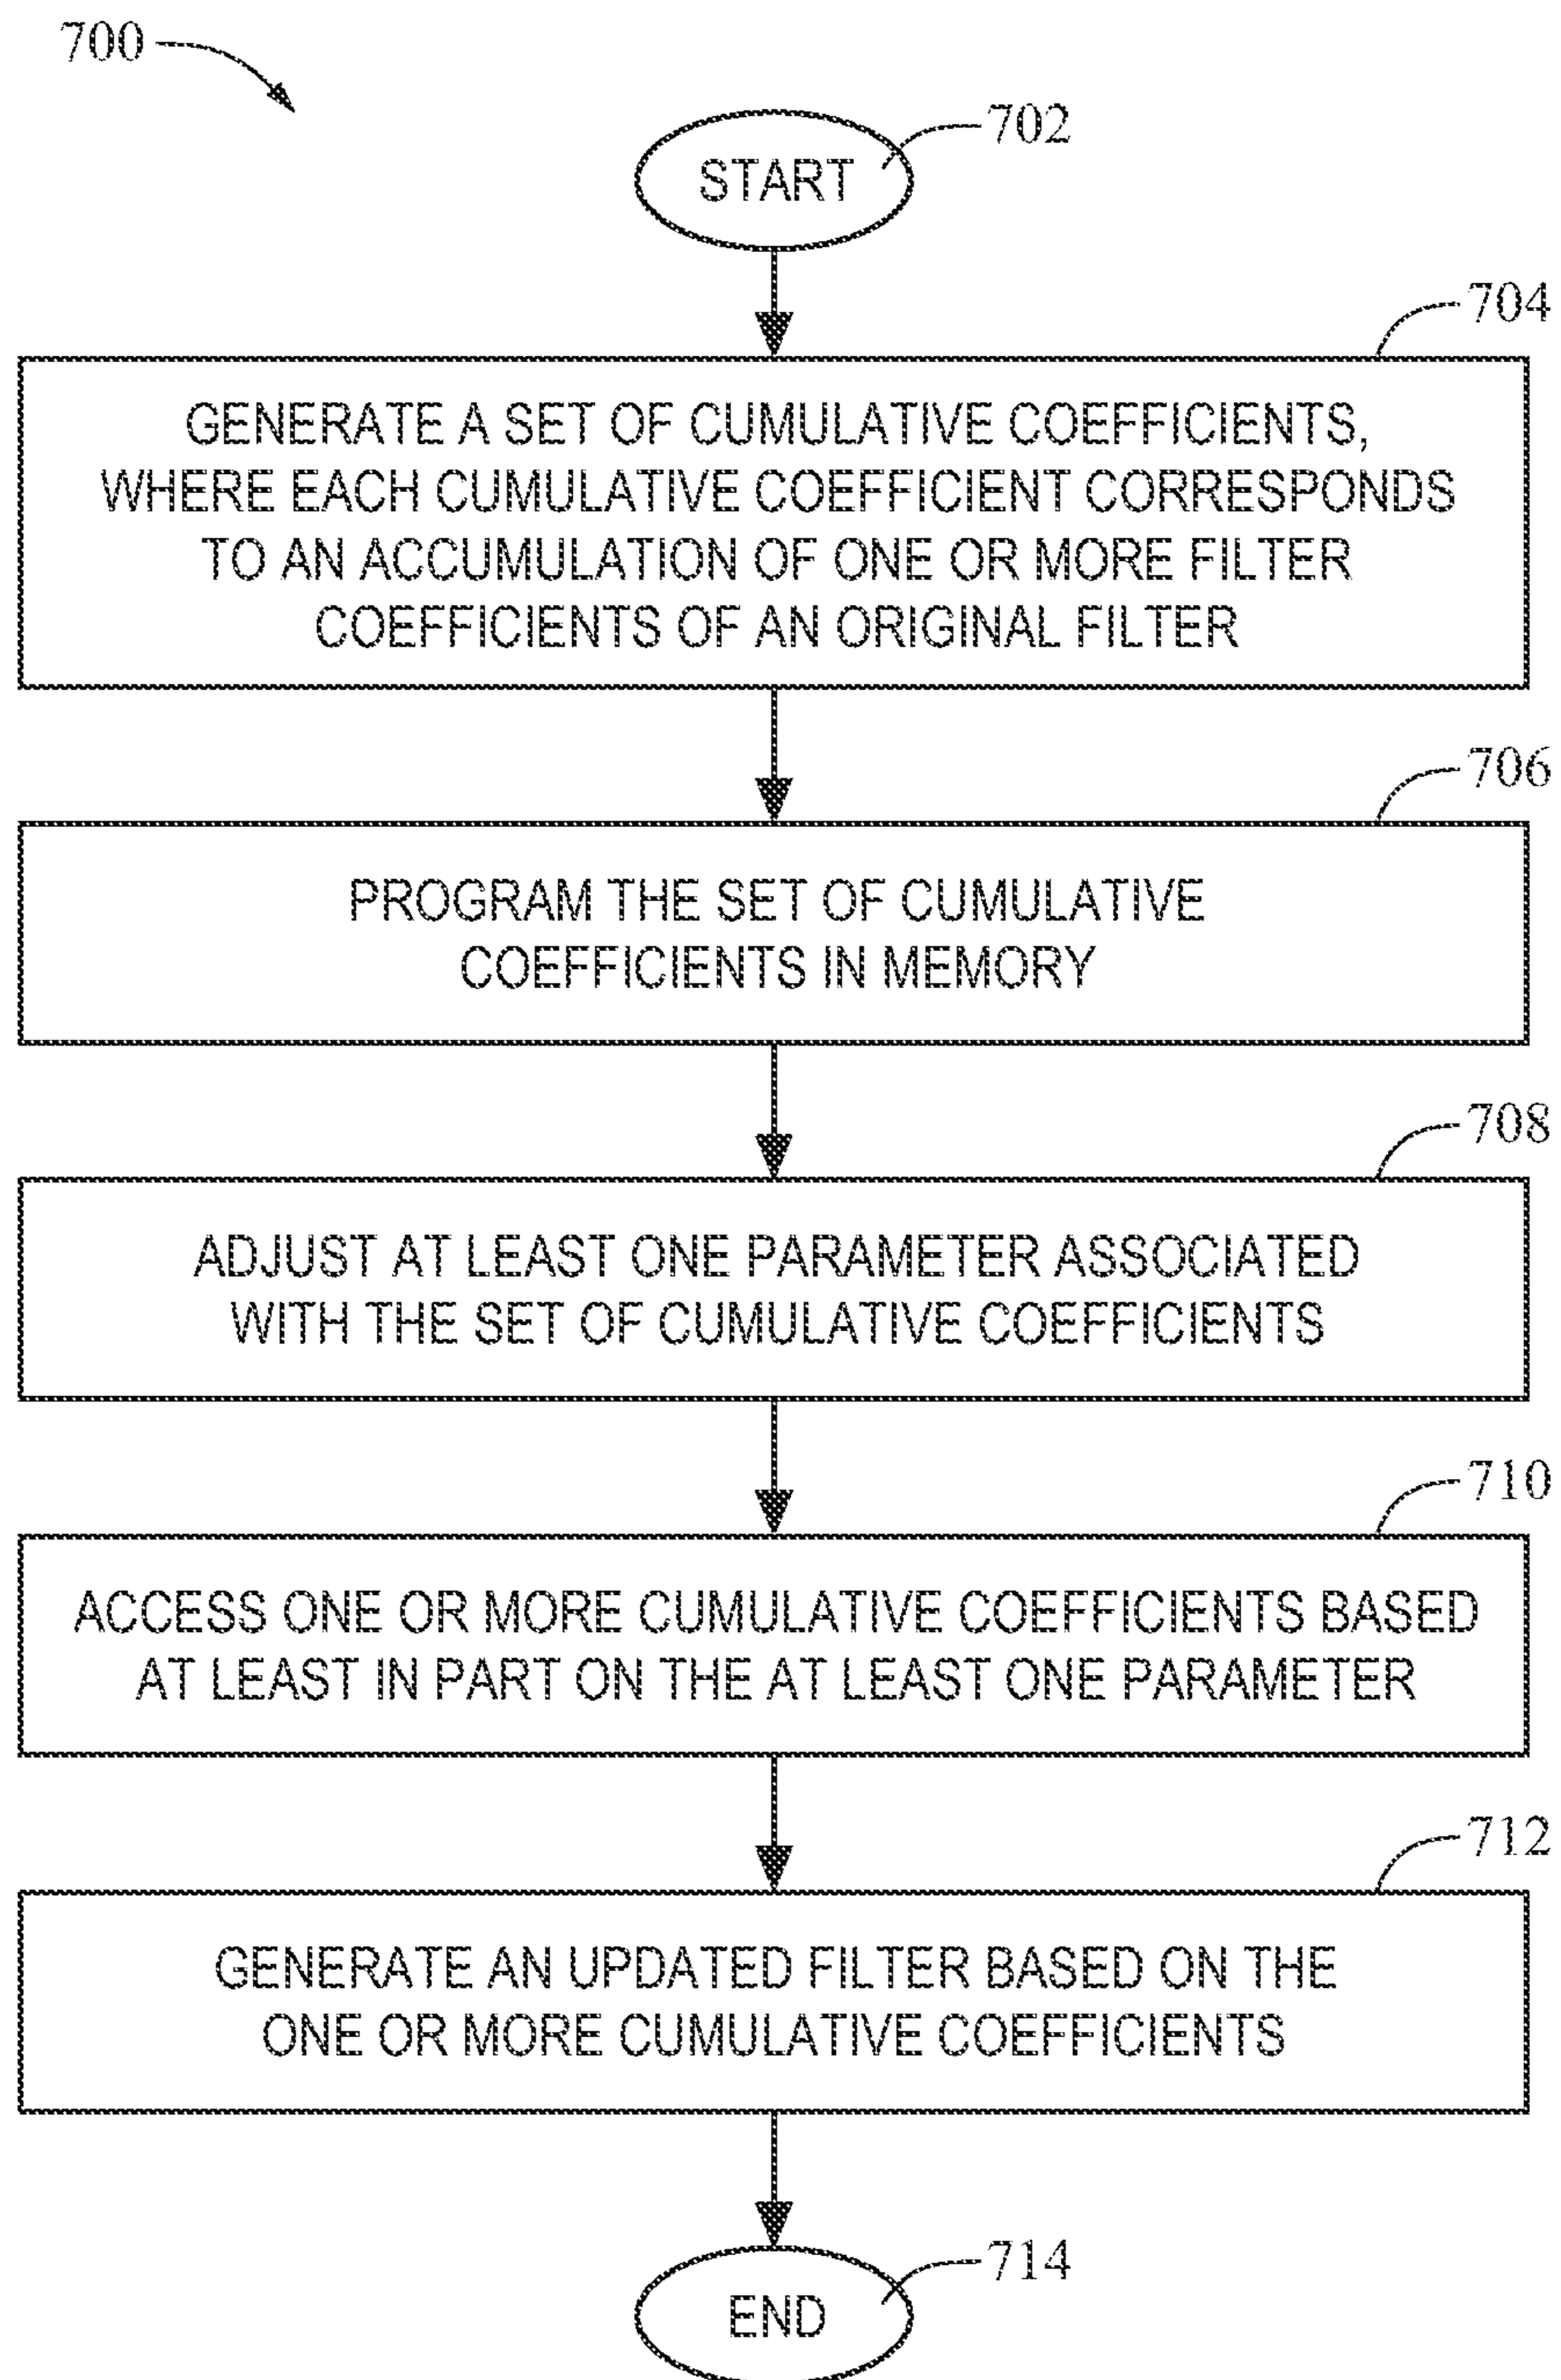 700
702
START
704
GENERATE A SET OF CUMULATIVE COEFFICIENTS,
WHERE EACH CUMULATIVE COEFFICIENT CORRESPONDS
TO AN ACCUMULATION OF ONE OR MORE FILTER
COEFFICIENTS OF AN ORIGINAL FILTER
706
PROGRAM THE SET OF CUMULATIVE
COEFFICIENTS IN MEMORY
708
ADJUST AT LEAST ONE PARAMETER ASSOCIATED
WITH THE SET OF CUMULATIVE COEFFICIENTS
710
ACCESS ONE OR MORE CUMULATIVE COEFFICIENTS BASED
AT LEAST IN PART ON THE AT LEAST ONE PARAMETER
712
GENERATE AN UPDATED FILTER BASED ON THE
ONE OR MORE CUMULATIVE COEFFICIENTS
714
END